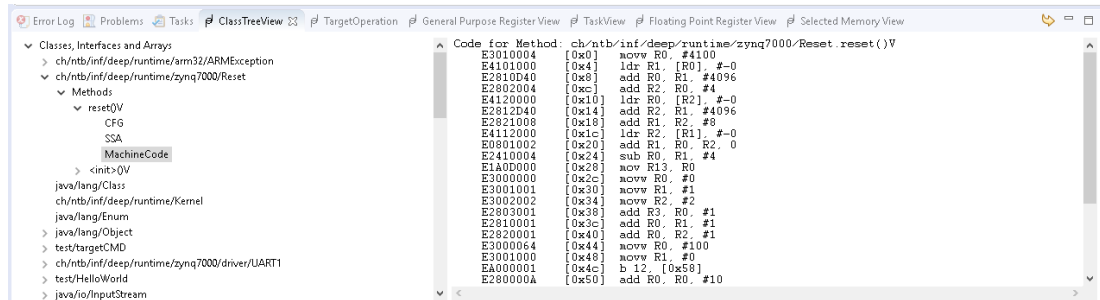 Error Log Problems Tasks ClassTreeView TargetOperation General Purpose Register View TaskView Floating Point Register View Selected Memory View
Classes, Interfaces and Arrays
ch/ntb/inf/deep/runtime/arm32/ARMException
ch/ntb/inf/deep/runtime/zynq7000/Reset
Methods
reset()V
CFG
SSA
MachineCode
<init>()V
java/lang/Class
ch/ntb/inf/deep/runtime/Kernel
java/lang/Enum
java/lang/Object
test/targetCMD
ch/ntb/inf/deep/runtime/zynq7000/driver/UART1
test/HelloWorld
java/io/InputStream
Code for Method: ch/ntb/inf/deep/runtime/zynq7000/Reset.reset()V
E3010004 [0x0] movw R0, #4100
E4101000 [0x4] ldr R1, [R0], #-0
E2810D40 [0x8] add R0, R1, #4096
E2802004 [0xc] add R2, R0, #4
E4120000 [0x10] ldr R0, [R2], #-0
E2812D40 [0x14] add R2, R1, #4096
E2821008 [0x18] add R1, R2, #8
E4112000 [0x1c] ldr R2, [R1], #-0
E0801002 [0x20] add R1, R0, R2, 0
E2410004 [0x24] sub R0, R1, #4
E1A0D000 [0x28] mov R13, R0
E3000000 [0x2c] movw R0, #0
E3001001 [0x30] movw R1, #1
E3002002 [0x34] movw R2, #2
E2803001 [0x38] add R3, R0, #1
E2810001 [0x3c] add R0, R1, #1
E2820001 [0x40] add R0, R2, #1
E3000064 [0x44] movw R0, #100
E3001000 [0x48] movw R1, #0
EA000001 [0x4c] b 12, [0x58]
E280000A [0x50] add R0, R0, #10